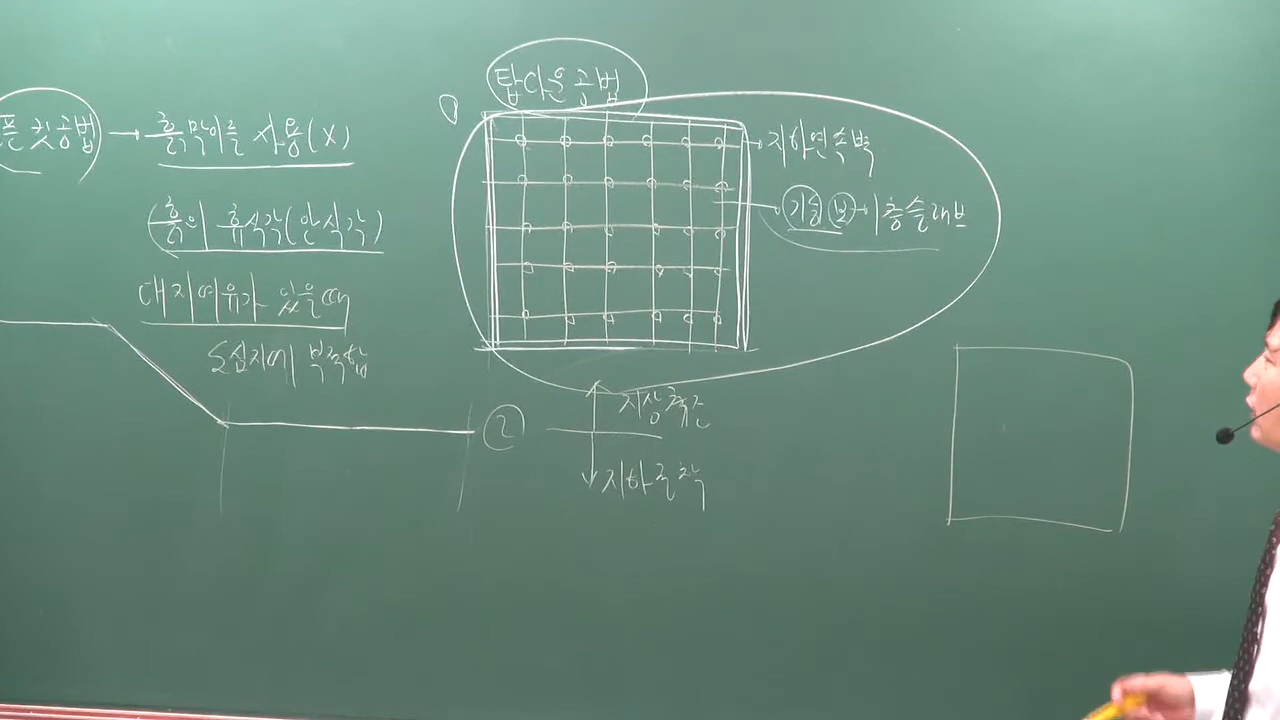 픈 컷공법 → 흙막이를 사용(X)
(흙의 휴식각(안식각)
대지여유가 있을때
도심지에 부적합
탑다운공법
①
지하연속벽
기술 보 → 1층슬래브
②
지상축진
지하굴착